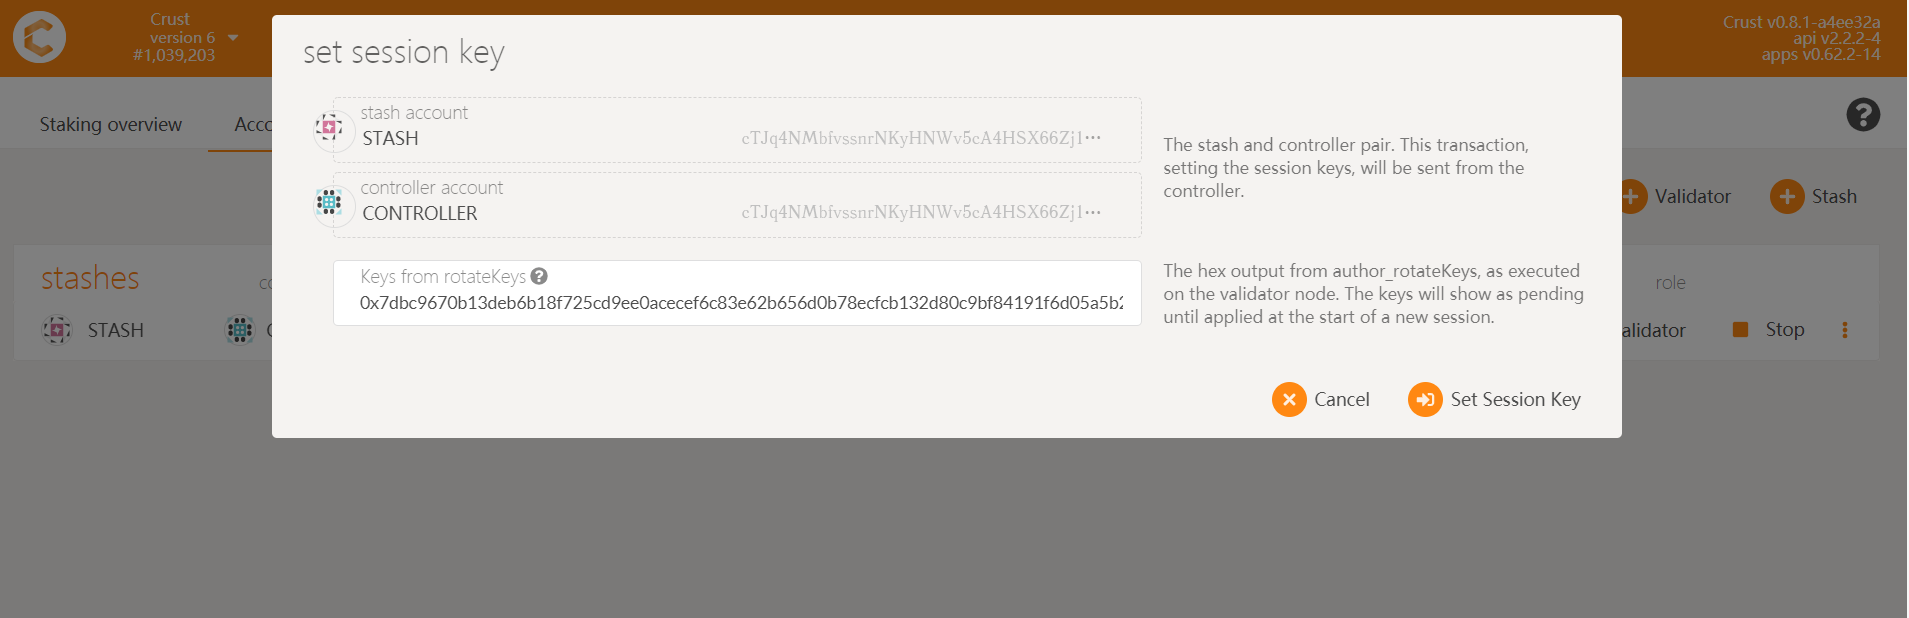 Crust
version 6
#1,039,203
Crust v0.8.1-a4ee32a
api v2.2.2-4
apps v0.62.2-14
Staking overview
Acco
set session key
stash account
STASH
cTJq4NMbfvssnrNKyHNWv5cA4HSX66Zj1···
controller account
CONTROLLER
cTJq4NMbfvssnrNKyHNWv5cA4HSX66Zj1···
The stash and controller pair. This transaction,
setting the session keys, will be sent from the
controller.
Keys from rotateKeys
0x7dbc9670b13deb6b18f725cd9ee0acecef6c83e62b656d0b78ecfcb132d80c9bf84191f6d05a5b2
The hex output from author_rotateKeys, as executed
on the validator node. The keys will show as pending
until applied at the start of a new session.
Cancel
Set Session Key
Validator
Stash
stashes
co
role
STASH
alidator
Stop